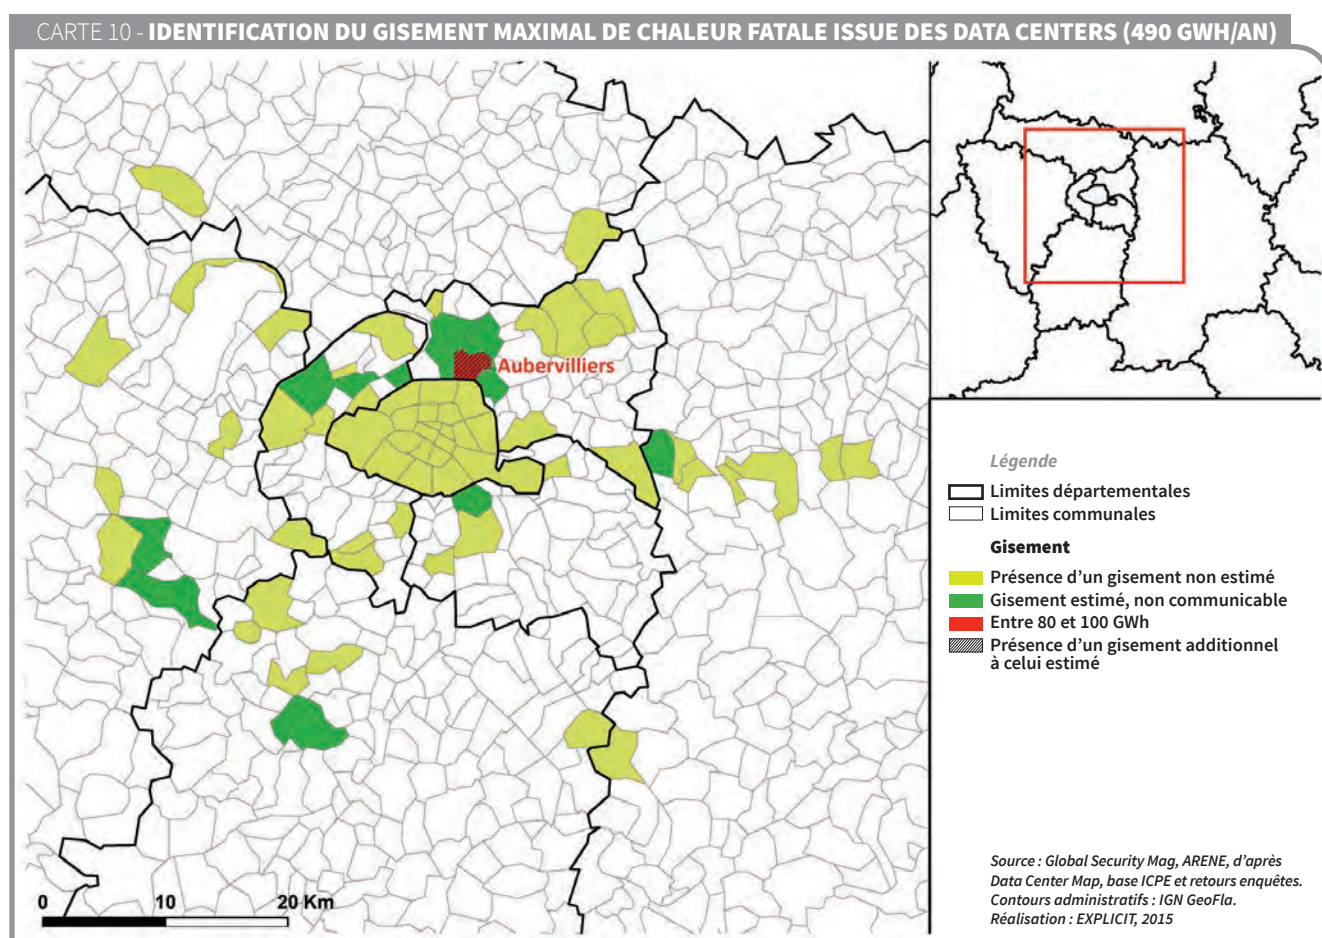 CARTE 10 - IDENTIFICATION DU GISEMENT MAXIMAL DE CHALEUR FATALE ISSUE DES DATA CENTERS (490 GWH/AN)
Aubervilliers
0 10 20 Km
Légende
Limites départementales
Limites communales
Gisement
Présence d’un gisement non estimé
Gisement estimé, non communicable
Entre 80 et 100 GWh
Présence d’un gisement additionnel
à celui estimé
Source : Global Security Mag, ARENE, d’après
Data Center Map, base ICPE et retours enquêtes.
Contours administratifs : IGN GeoFla.
Réalisation : EXPLICIT, 2015